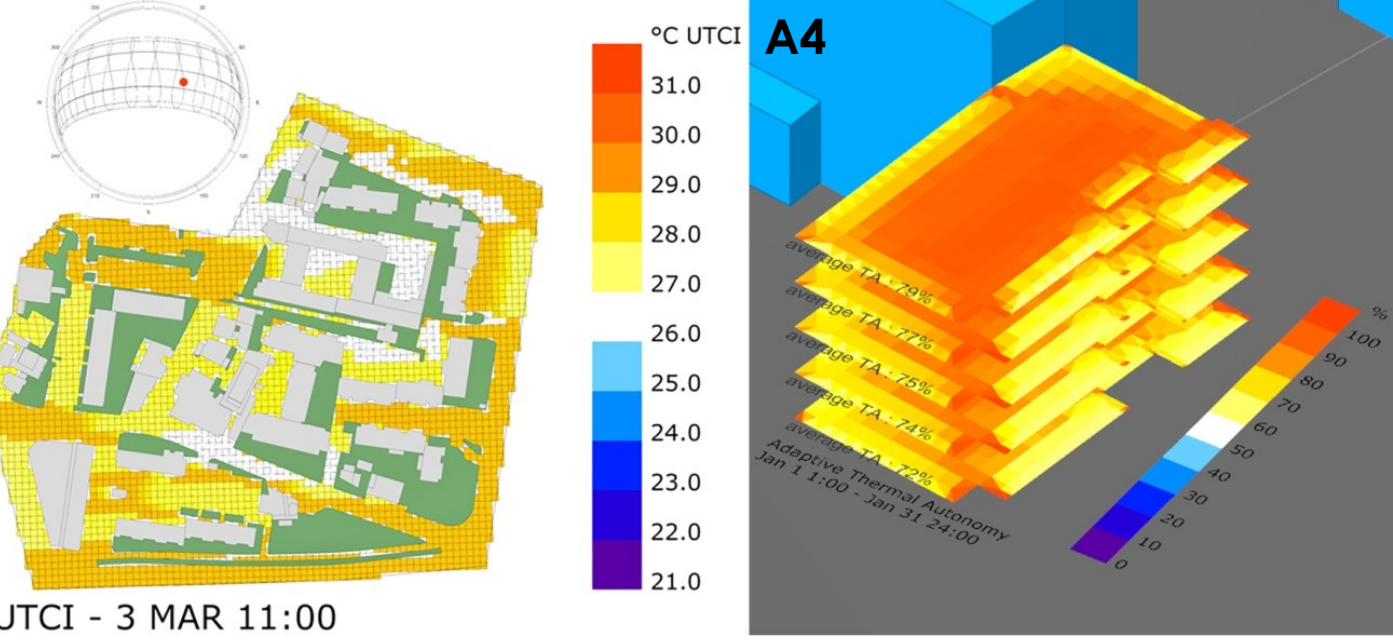 °C UTCI
31.0
30.0
29.0
28.0
27.0
26.0
25.0
24.0
23.0
22.0
21.0
UTCI - 3 MAR 11:00
A4
average TA : 79%
average TA : 77%
average TA : 75%
average TA : 74%
average TA : 72%
Adaptive Thermal Autonomy
Jan 1 1:00 - Jan 31 24:00
%
100
90
80
70
60
50
40
30
20
10
0